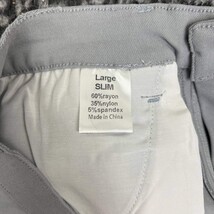 Large
SLIM
60%rayon
35%nylon
5%spandex
Made in China